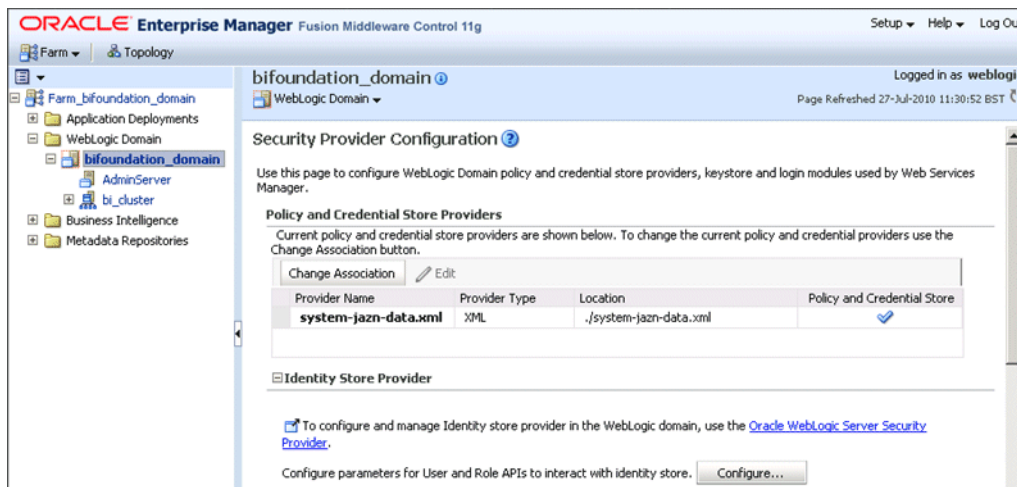 ORACLE Enterprise Manager Fusion Middleware Control 11g
Setup Help Log Ou
Farm Topology
Farm_bifoundation_domain
Application Deployments
WebLogic Domain
bifoundation_domain
AdminServer
bi_cluster
Business Intelligence
Metadata Repositories
bifoundation_domain
Logged in as weblogi
WebLogic Domain
Page Refreshed 27-Jul-2010 11:30:52 BST
Security Provider Configuration
Use this page to configure WebLogic Domain policy and credential store providers, keystore and login modules used by Web Services
Manager.
Policy and Credential Store Providers
Current policy and credential store providers are shown below. To change the current policy and credential providers use the
Change Association button.
Change Association Edit
Provider Name Provider Type Location Policy and Credential Store
system-jazn-data.xml XML ./system-jazn-data.xml
Identity Store Provider
To configure and manage Identity store provider in the WebLogic domain, use the Oracle WebLogic Server Security
Provider.
Configure parameters for User and Role APIs to interact with identity store. Configure...